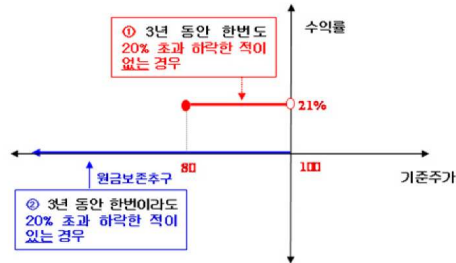 수익률
① 3년 동안 한번도
20% 초과 하락한 적이
없는 경우
21%
원금보존추구
기준주가
② 3년 동안 한번이라도
20% 초과 하락한 적이
있는 경우